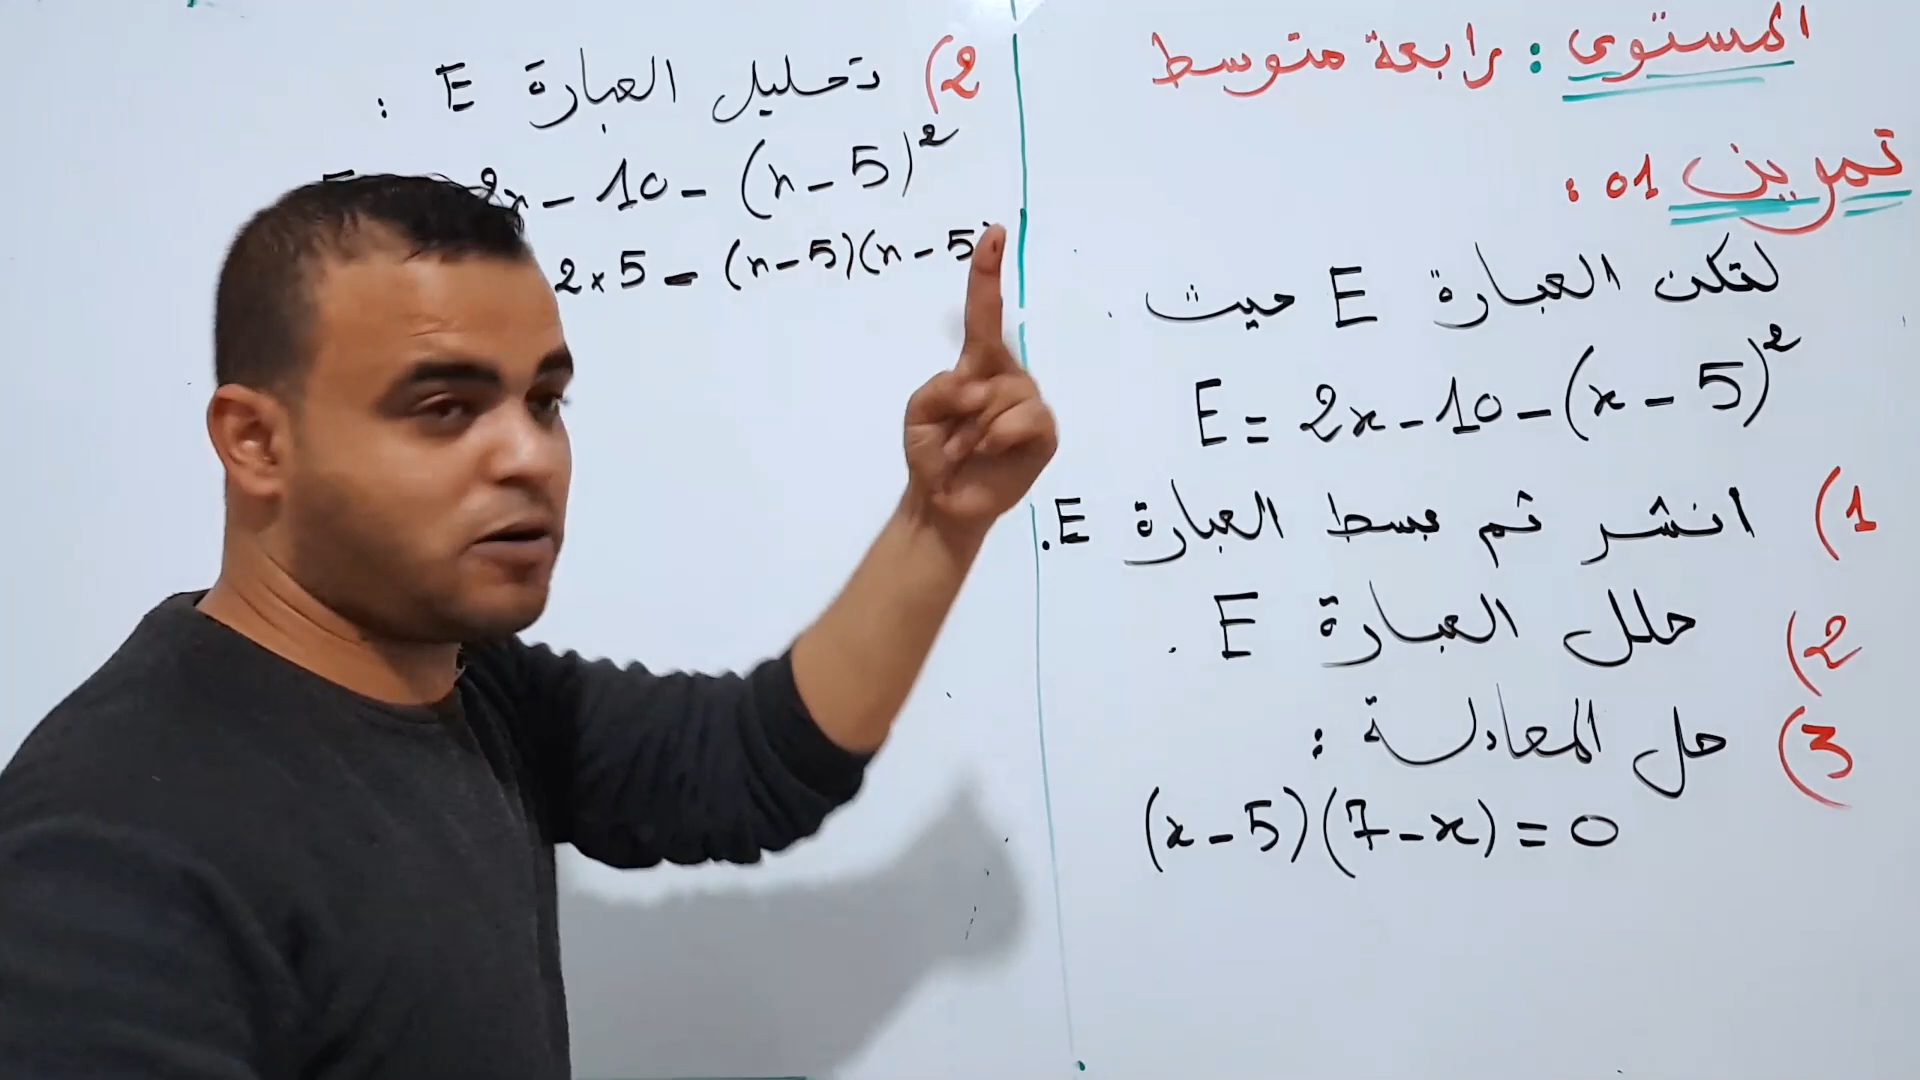 المستوى : رابعة متوسط
تمرين 01 :
لتكن العبارة E حيث
E = 2x - 10 - (x - 5)²
1) انشر ثم بسط العبارة E.
2) حلل العبارة E .
3) حل المعادلة :
(x - 5)(7 - x) = 0
2) تحليل العبارة E :
2x - 10 - (x - 5)²
2 × 5 - (x - 5)(x - 5)